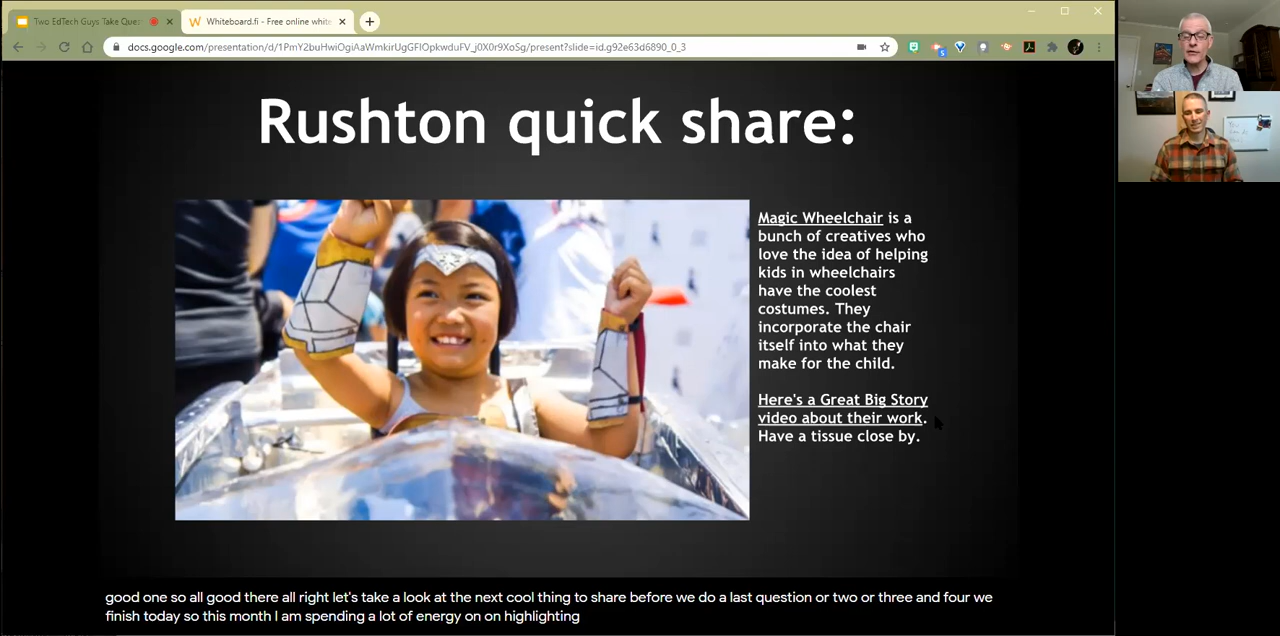 Two EdTech Guys Take Ques
Whiteboard.fi - Free online white
docs.google.com/presentation/d/1PmY2buHwiOgiAaWmkirUgGFIOpkwduFV_j0X0r9XoSg/present?slide=id.g92e63d6890_0_3
Rushton quick share:
Magic Wheelchair is a
bunch of creatives who
love the idea of helping
kids in wheelchairs
have the coolest
costumes. They
incorporate the chair
itself into what they
make for the child.
Here's a Great Big Story
video about their work.
Have a tissue close by.
good one so all good there all right let's take a look at the next cool thing to share before we do a last question or two or three and four we
finish today so this month I am spending a lot of energy on on highlighting